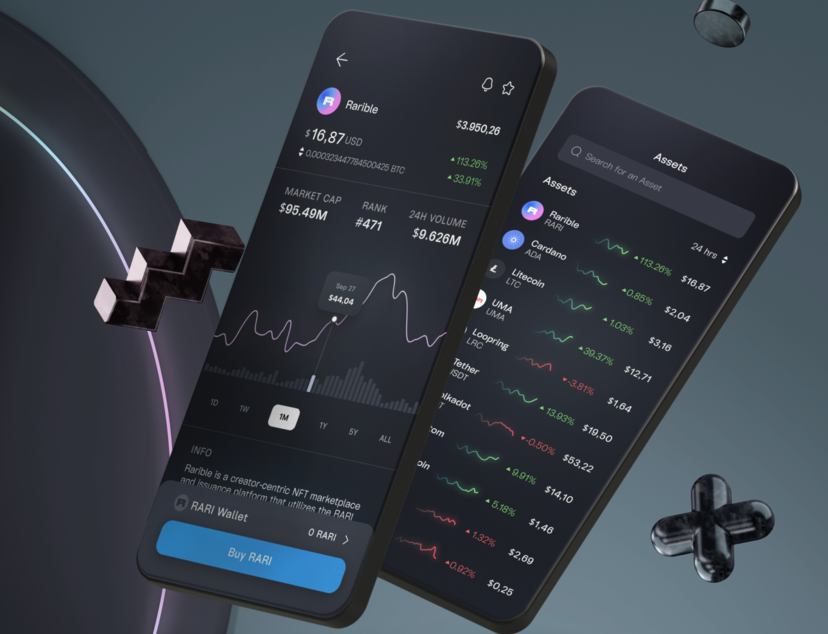 Rarible
$3.950,26
$16,87 USD
0,000323447784500425 BTC
113.26%
33.91%
MARKET CAP
$95.49M
RANK
#471
24H VOLUME
$9.626M
Sep 27
$44,04
1D
1W
1M
1Y
5Y
ALL
INFO
Rarible is a creator-centric NFT marketplace
and issuance platform that utilizes the RARI
RARI Wallet
0 RARI
Buy RARI
Assets
Search for an Asset
Assets
24 hrs
Rarible
RARI
113.26%
$16,87
Cardano
ADA
0.85%
$2,04
Litecoin
LTC
1.03%
$3,16
UMA
UMA
39.37%
$12,71
Loopring
LRC
-3.81%
$1,64
Tether
USDT
13.93%
$19,50
olkadot
T
-0.50%
$53,22
om
9.91%
$14,10
oin
5.18%
$1,46
1.32%
$2,69
0.92%
$0,25